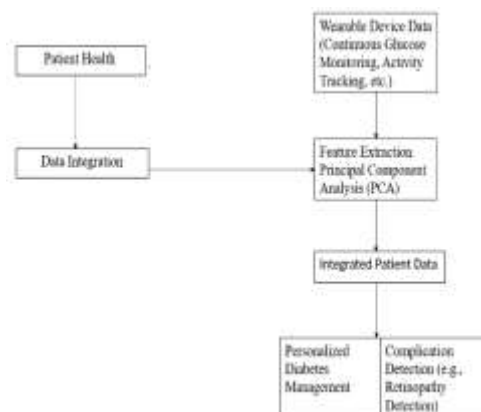 Wearable Device Data
(Continuous Glucose
Monitoring, Activity
Tracking, etc.)
Patient Health
Data Integration
Feature Extraction
Principal Component
Analysis (PCA)
Integrated Patient Data
Personalized
Diabetes
Management
Complication
Detection (e.g.,
Retinopathy
Detection)